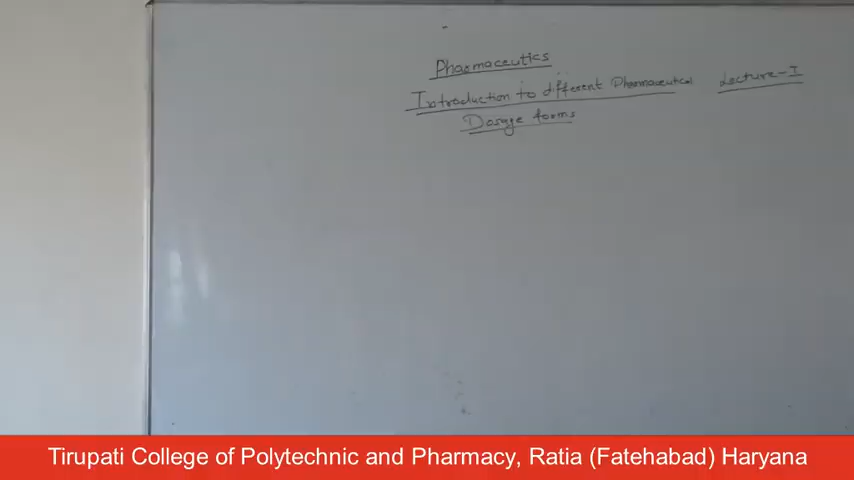 Pharmaceutics
Introduction to different Pharmaceutical Lecture-I
Dosage forms
Tirupati College of Polytechnic and Pharmacy, Ratia (Fatehabad) Haryana